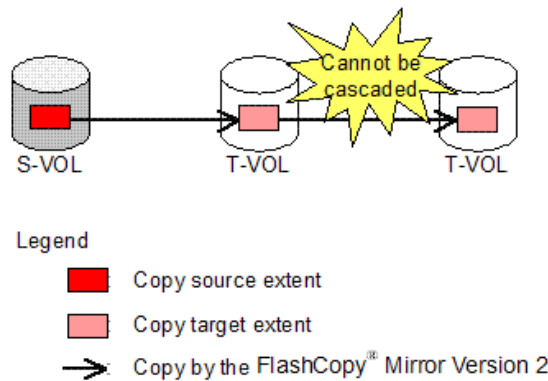 Cannot be
cascaded
S-VOL
T-VOL
T-VOL
Legend
Copy source extent
Copy target extent
Copy by the FlashCopy® Mirror Version 2